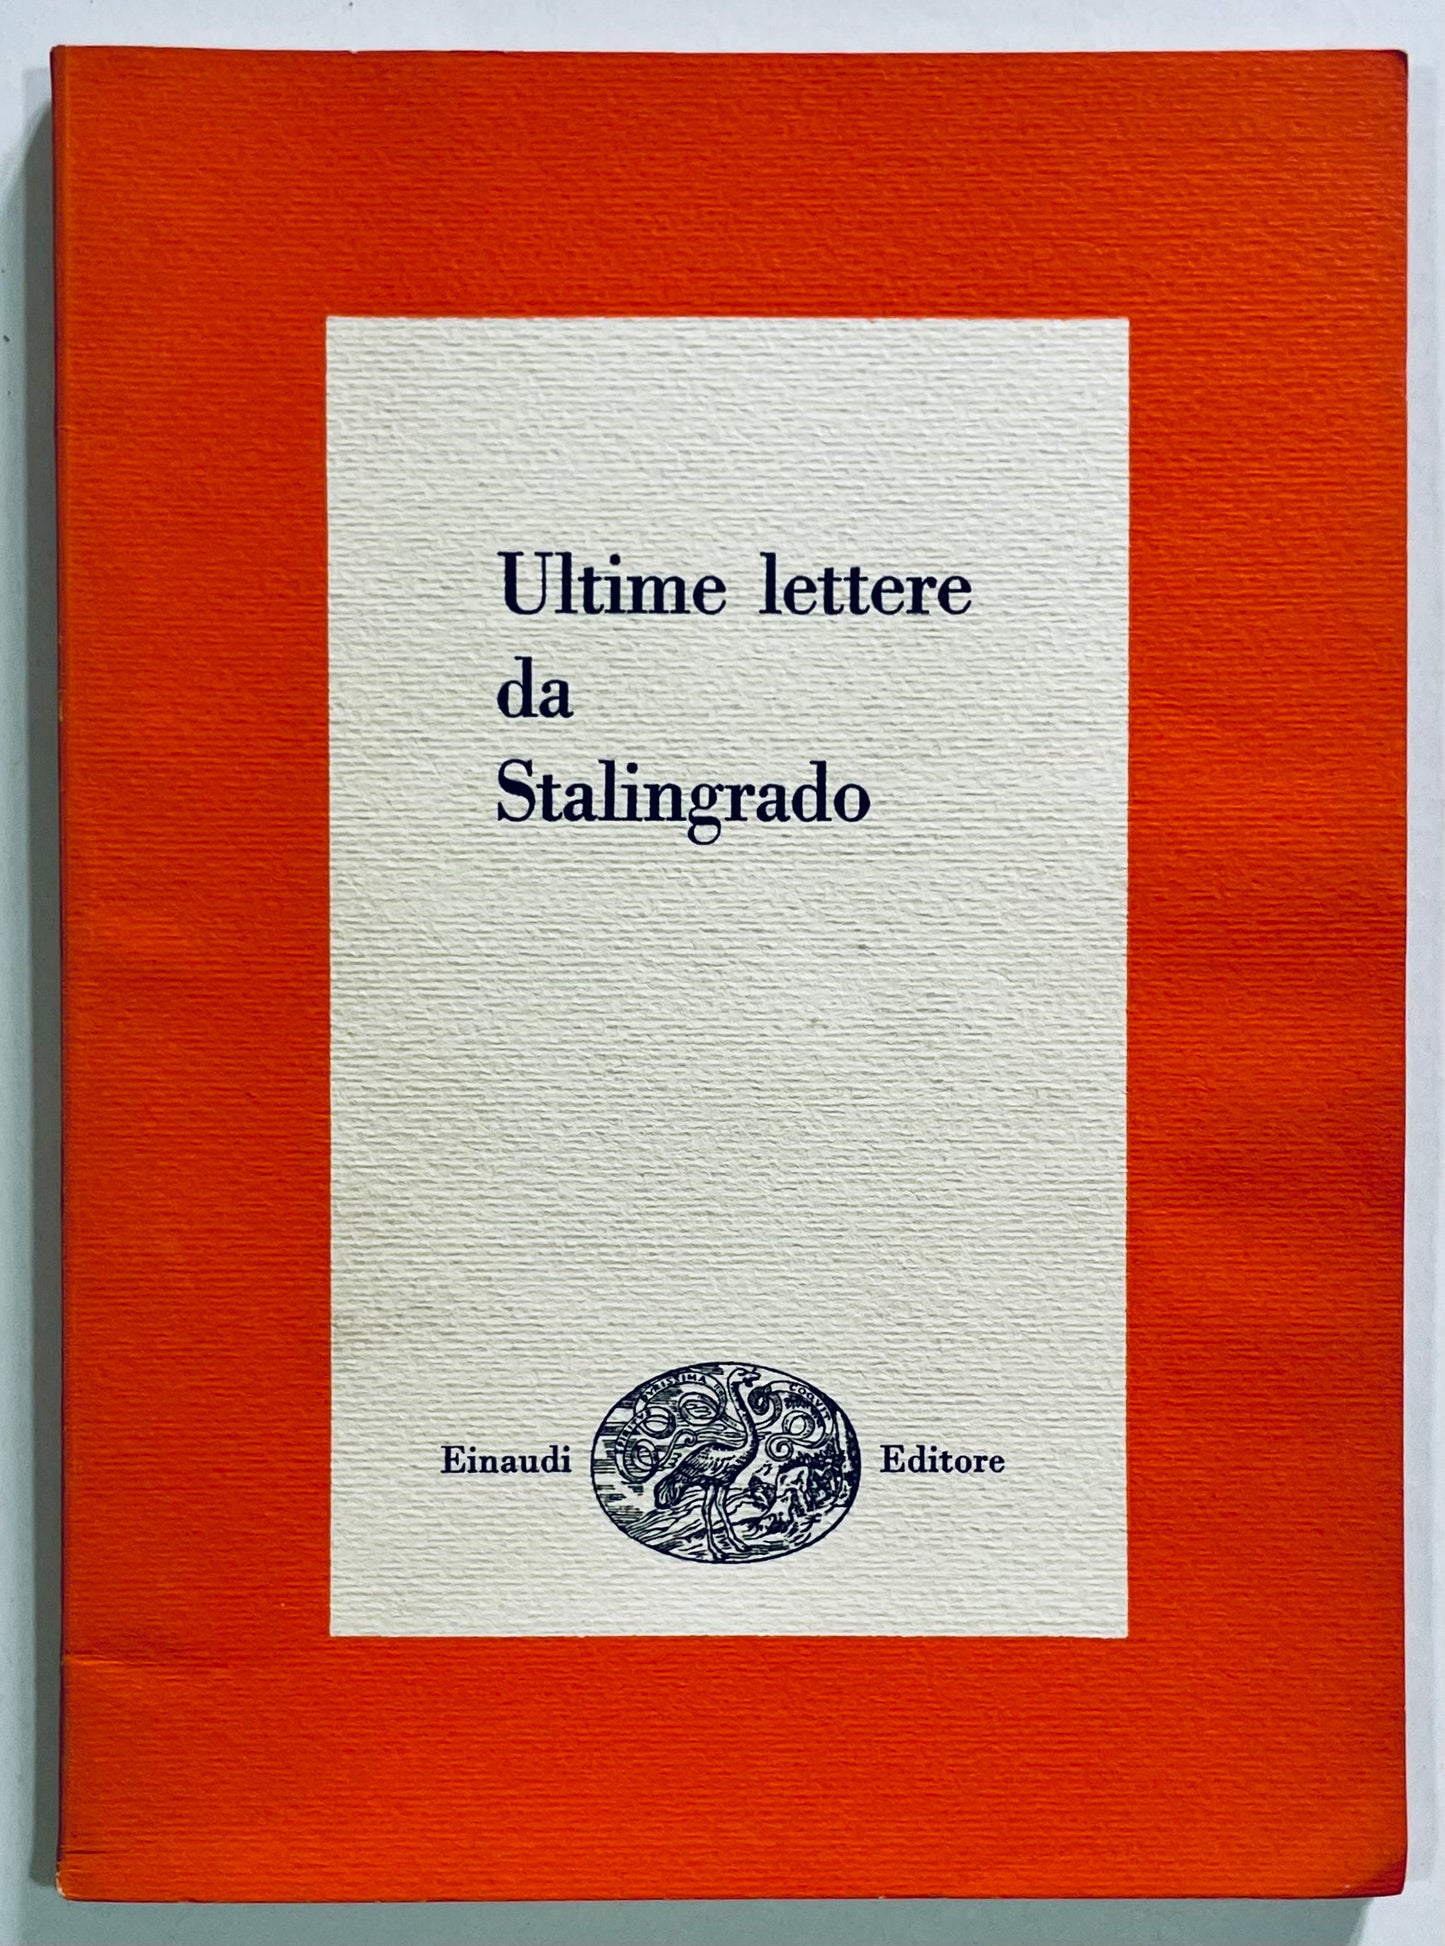 Ultime lettere
da
Stalingrado
Einaudi Editore